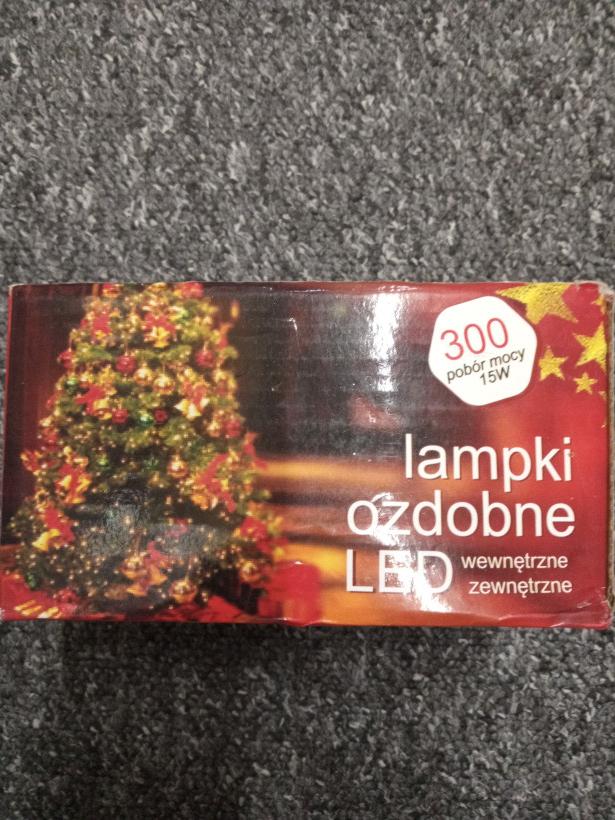 300
pobór mocy
15W
lampki
ozdobne
LED wewnętrzne
zewnętrzne